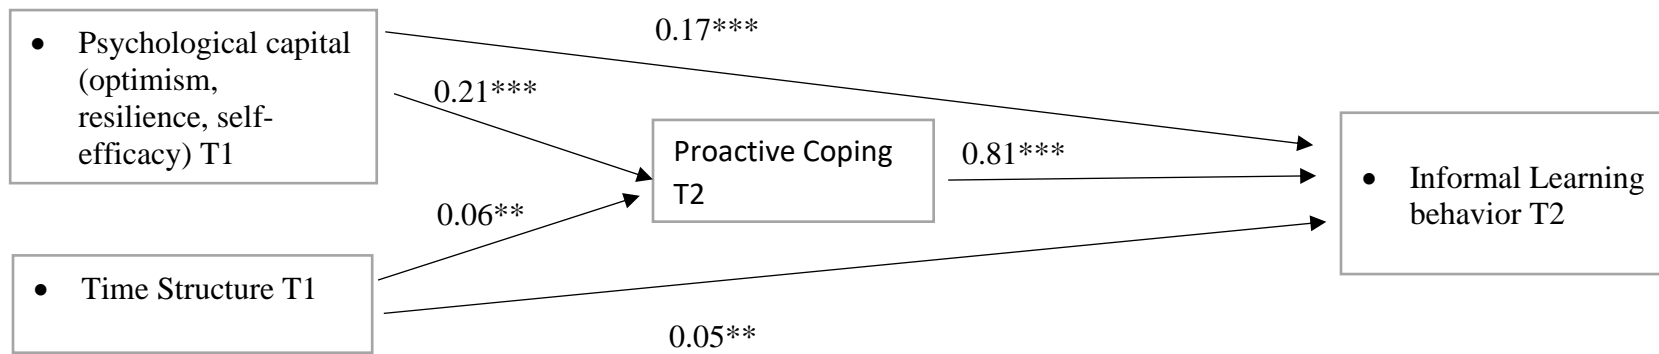 • Psychological capital
(optimism,
resilience, self-
efficacy) T1
0.17***
0.21***
Proactive Coping
T2
0.81***
• Informal Learning
behavior T2
0.06**
• Time Structure T1
0.05**